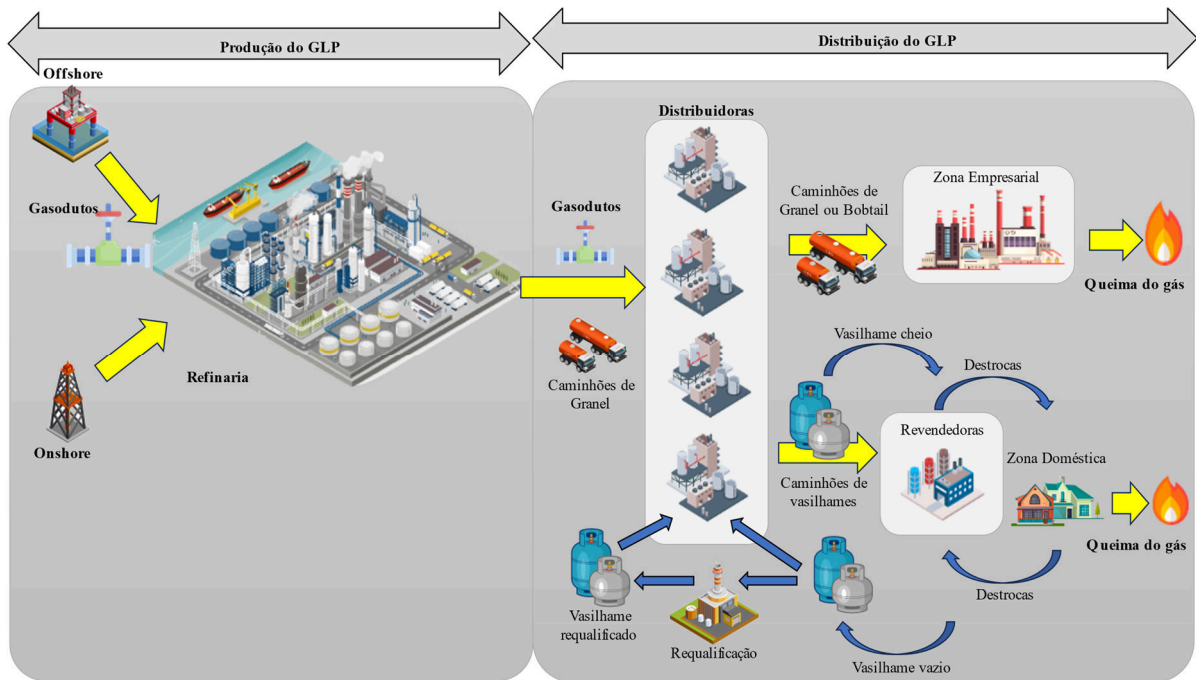 Produção do GLP
Distribuição do GLP
Offshore
Gasodutos
Refinaria
Onshore
Gasodutos
Caminhões de
Granel
Distribuidoras
Caminhões de
Granel ou Bobtail
Zona Empresarial
Queima do gás
Vasilhame cheio
Destrocas
Revendedoras
Zona Doméstica
Caminhões de
vasilhames
Queima do gás
Destrocas
Vasilhame
requalificado
Requalificação
Vasilhame vazio